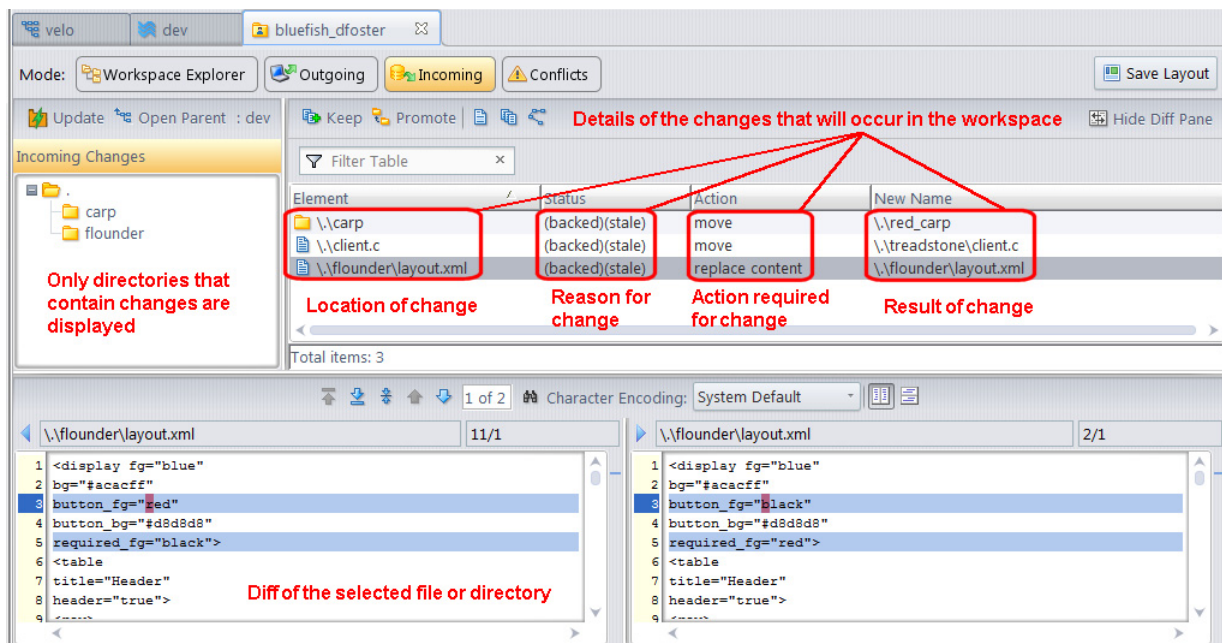 velo dev bluefish_dfoster
Mode: Workspace Explorer Outgoing Incoming Conflicts Save Layout
Update Open Parent : dev Keep Promote Details of the changes that will occur in the workspace Hide Diff Pane
Incoming Changes
Filter Table
.
carp
flounder
Only directories that
contain changes are
displayed
Element / Status Action New Name
\.\carp (backed)(stale) move \.\red_carp
\.\client.c (backed)(stale) move \.\treadstone\client.c
\.\flounder\layout.xml (backed)(stale) replace content \.\flounder\layout.xml
Location of change
Reason for
change
Action required
for change
Result of change
Total items: 3
1 of 2 Character Encoding: System Default
\.\flounder\layout.xml 11/1
1 <display fg="blue"
2 bg="#acacff"
3 button_fg="red"
4 button_bg="#d8d8d8"
5 required_fg="black">
6 <table
7 title="Header"
8 header="true">
9
Diff of the selected file or directory
\.\flounder\layout.xml 2/1
1 <display fg="blue"
2 bg="#acacff"
3 button_fg="black"
4 button_bg="#d8d8d8"
5 required_fg="red">
6 <table
7 title="Header"
8 header="true">
9